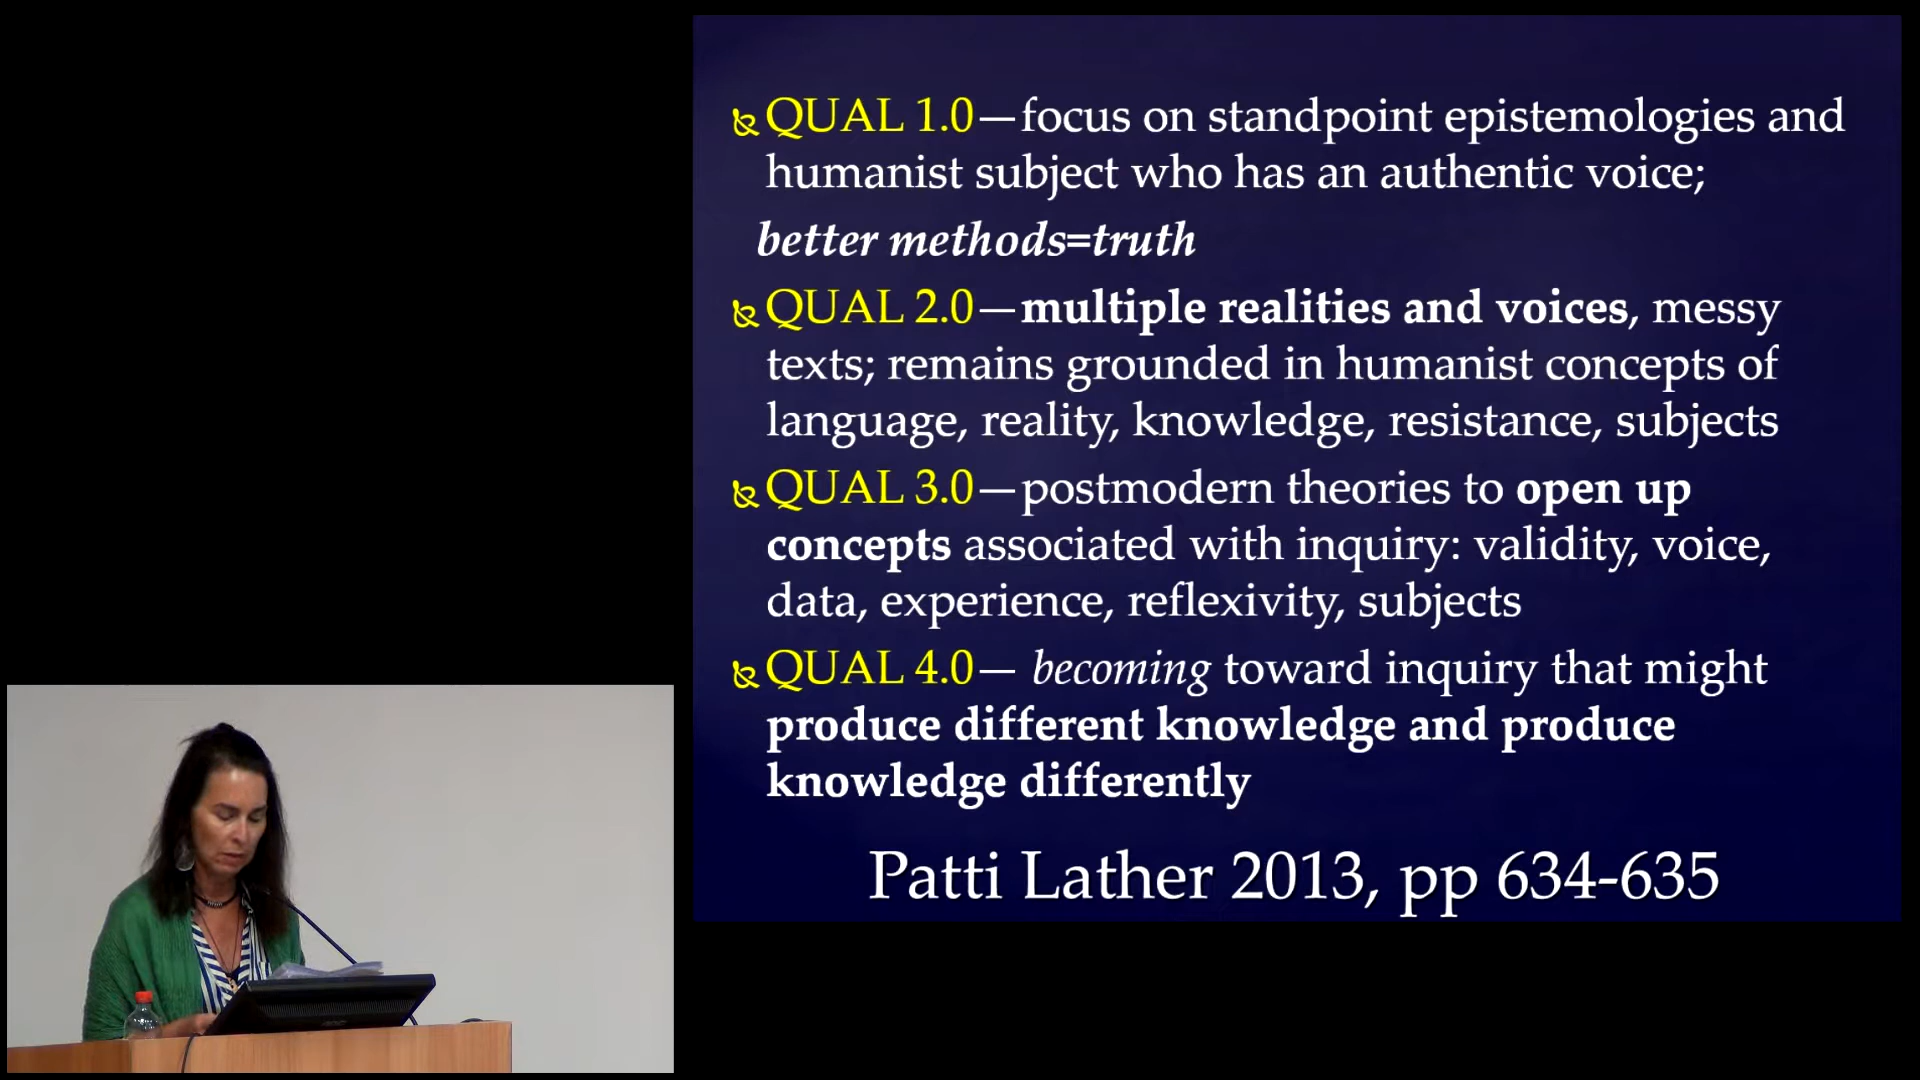 QUAL 1.0—focus on standpoint epistemologies and
humanist subject who has an authentic voice;
better methods=truth
QUAL 2.0—multiple realities and voices, messy
texts; remains grounded in humanist concepts of
language, reality, knowledge, resistance, subjects
QUAL 3.0—postmodern theories to open up
concepts associated with inquiry: validity, voice,
data, experience, reflexivity, subjects
QUAL 4.0— becoming toward inquiry that might
produce different knowledge and produce
knowledge differently
Patti Lather 2013, pp 634-635